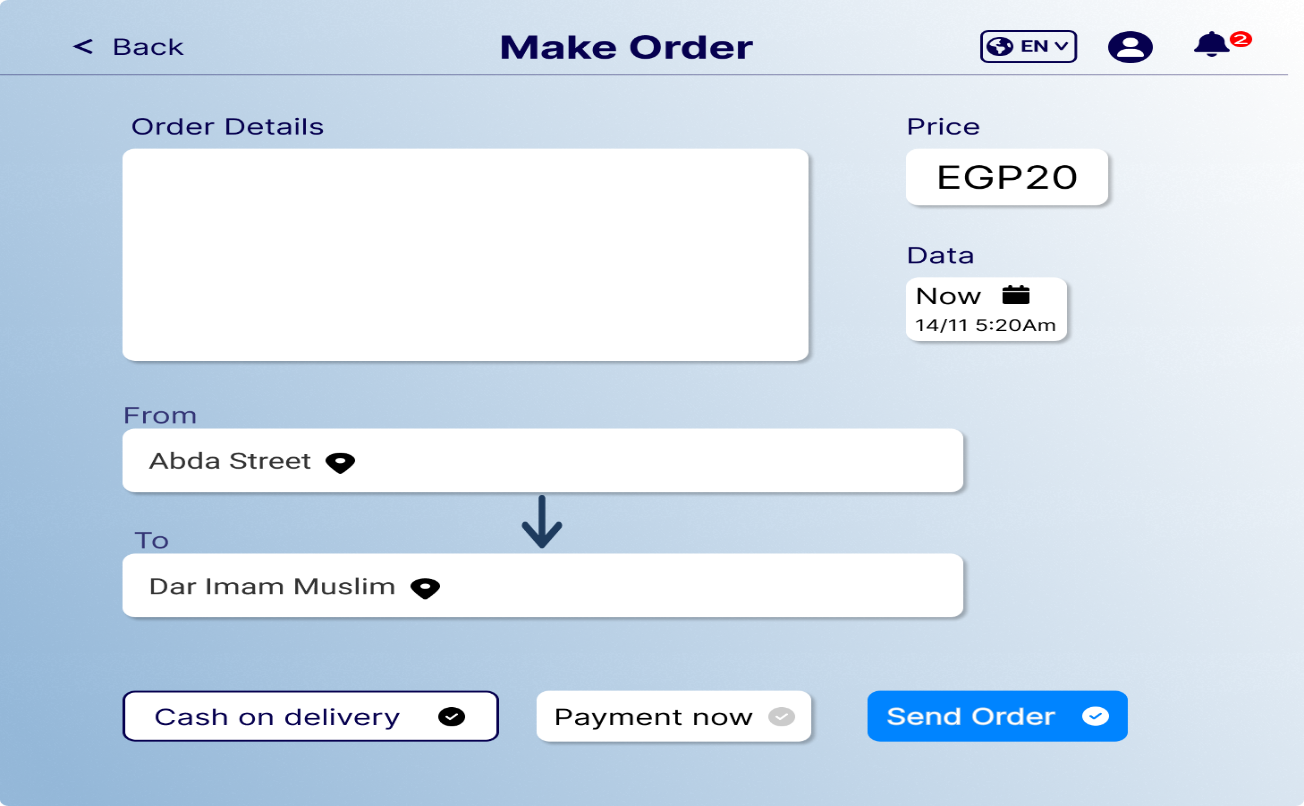 < Back
Make Order
EN
2
Order Details
Price
EGP20
Data
Now
14/11 5:20Am
From
Abda Street
To
Dar Imam Muslim
Cash on delivery
Payment now
Send Order